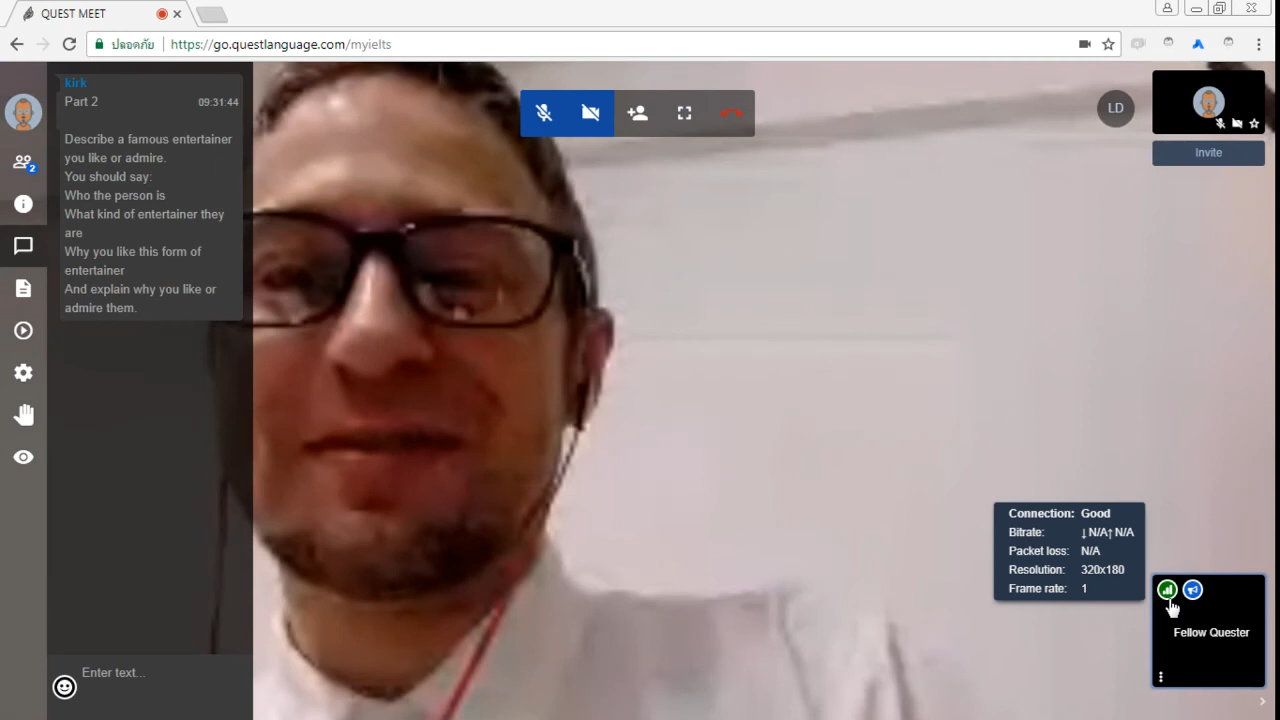 QUEST MEET
ปลอดภัย
https://go.questlanguage.com/myielts
kirk
Part 2
09:31:44
Describe a famous entertainer
you like or admire.
You should say:
Who the person is
What kind of entertainer they
are
Why you like this form of
entertainer
And explain why you like or
admire them.
2
LD
Invite
Connection: Good
Bitrate: ↓N/A↑N/A
Packet loss: N/A
Resolution: 320x180
Frame rate: 1
Fellow Quester
Enter text...